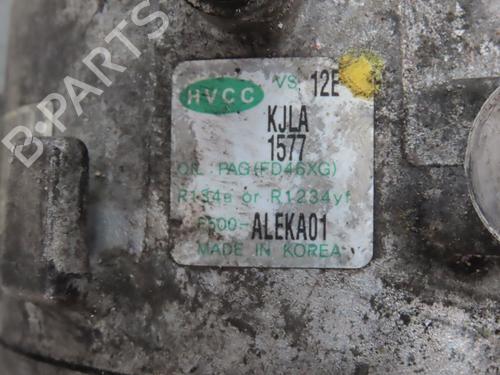 B-PARTS
HVCC VS 12E
KJLA
1577
OIL: PAG(FD46XG)
R134a or R1234yf
F500-ALEKA01
MADE IN KOREA